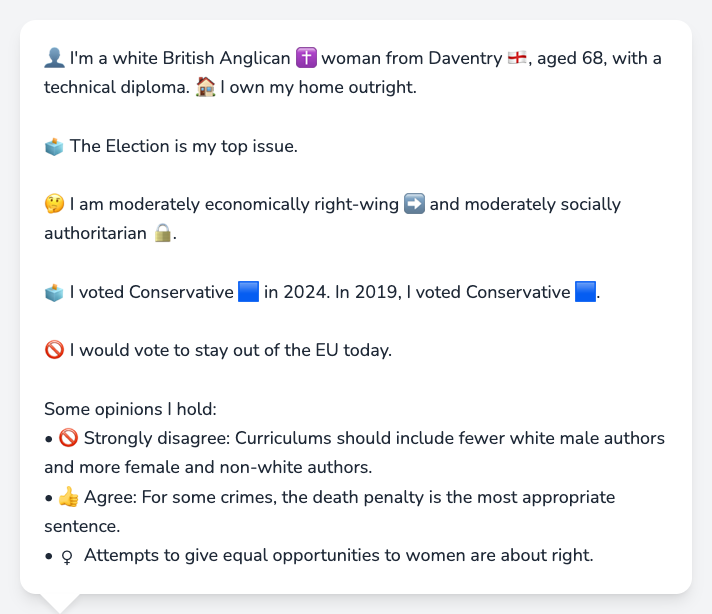 👤 I'm a white British Anglican ✝️ woman from Daventry 🏴󠁧󠁢󠁥󠁮󠁧󠁿, aged 68, with a
technical diploma. 🏠 I own my home outright.
🗳️ The Election is my top issue.
🤔 I am moderately economically right-wing ➡️ and moderately socially
authoritarian 🔒.
🗳️ I voted Conservative 🟦 in 2024. In 2019, I voted Conservative 🟦.
🚫 I would vote to stay out of the EU today.
Some opinions I hold:
• 🚫 Strongly disagree: Curriculums should include fewer white male authors
and more female and non-white authors.
• 👍 Agree: For some crimes, the death penalty is the most appropriate
sentence.
• ♀ Attempts to give equal opportunities to women are about right.